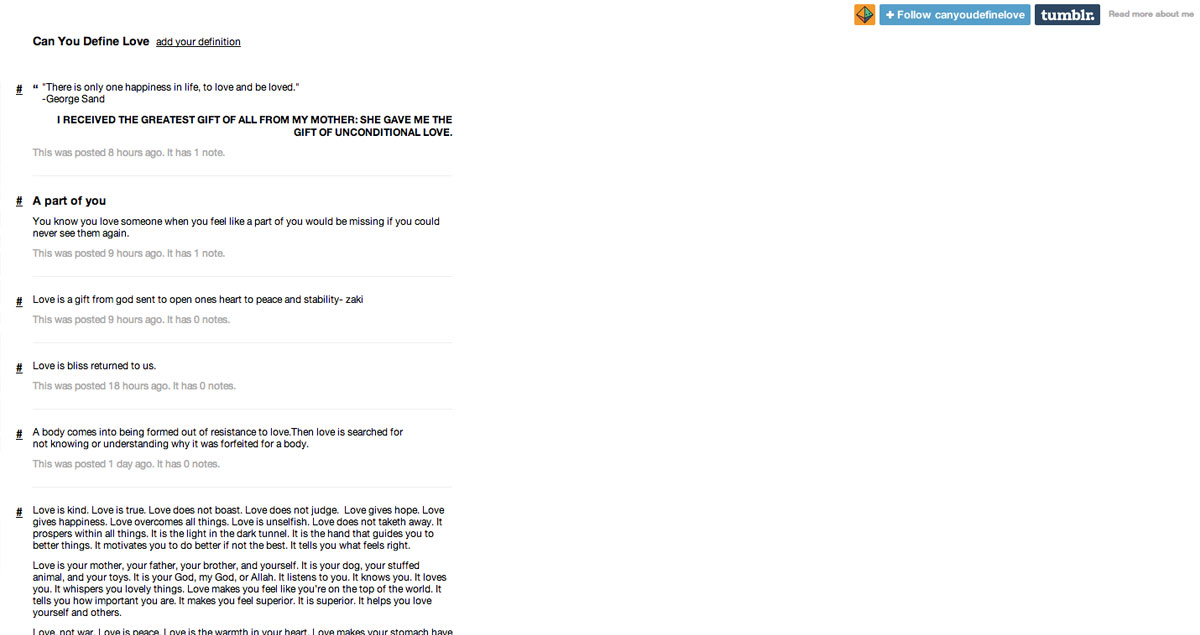 + Follow canyoudefinelove
tumblr.
Read more about me
Can You Define Love add your definition
# “ "There is only one happiness in life, to love and be loved."
-George Sand
I RECEIVED THE GREATEST GIFT OF ALL FROM MY MOTHER: SHE GAVE ME THE
GIFT OF UNCONDITIONAL LOVE.
This was posted 8 hours ago. It has 1 note.
# A part of you
You know you love someone when you feel like a part of you would be missing if you could
never see them again.
This was posted 9 hours ago. It has 1 note.
# Love is a gift from god sent to open ones heart to peace and stability- zaki
This was posted 9 hours ago. It has 0 notes.
# Love is bliss returned to us.
This was posted 18 hours ago. It has 0 notes.
# A body comes into being formed out of resistance to love.Then love is searched for
not knowing or understanding why it was forfeited for a body.
This was posted 1 day ago. It has 0 notes.
# Love is kind. Love is true. Love does not boast. Love does not judge.  Love gives hope. Love
gives happiness. Love overcomes all things. Love is unselfish. Love does not taketh away. It
prospers within all things. It is the light in the dark tunnel. It is the hand that guides you to
better things. It motivates you to do better if not the best. It tells you what feels right.
Love is your mother, your father, your brother, and yourself. It is your dog, your stuffed
animal, and your toys. It is your God, my God, or Allah. It listens to you. It knows you. It loves
you. It whispers you lovely things. Love makes you feel like you're on the top of the world. It
tells you how important you are. It makes you feel superior. It is superior. It helps you love
yourself and others.
Love, not war. Love is peace. Love is the warmth in your heart. Love makes your stomach have